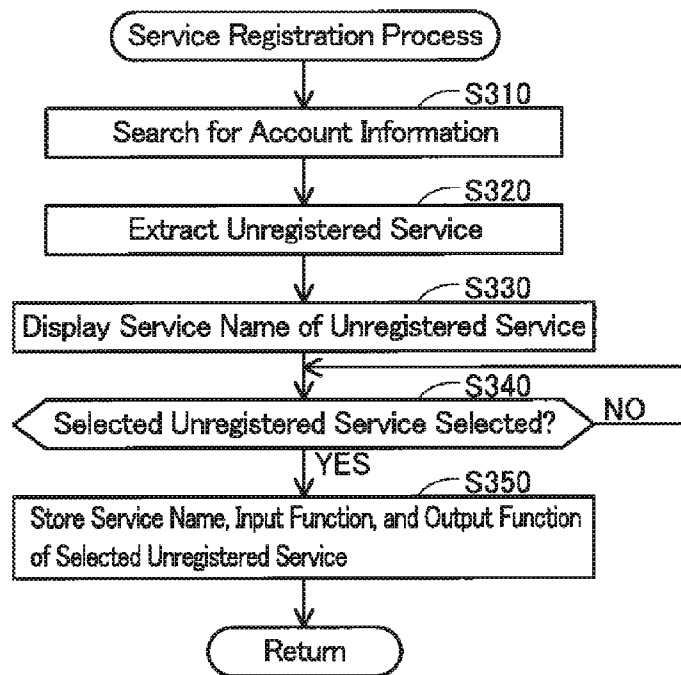 Service Registration Process
S310
Search for Account Information
S320
Extract Unregistered Service
S330
Display Service Name of Unregistered Service
S340
Selected Unregistered Service Selected?
NO
YES
S350
Store Service Name, Input Function, and Output Function
of Selected Unregistered Service
Return